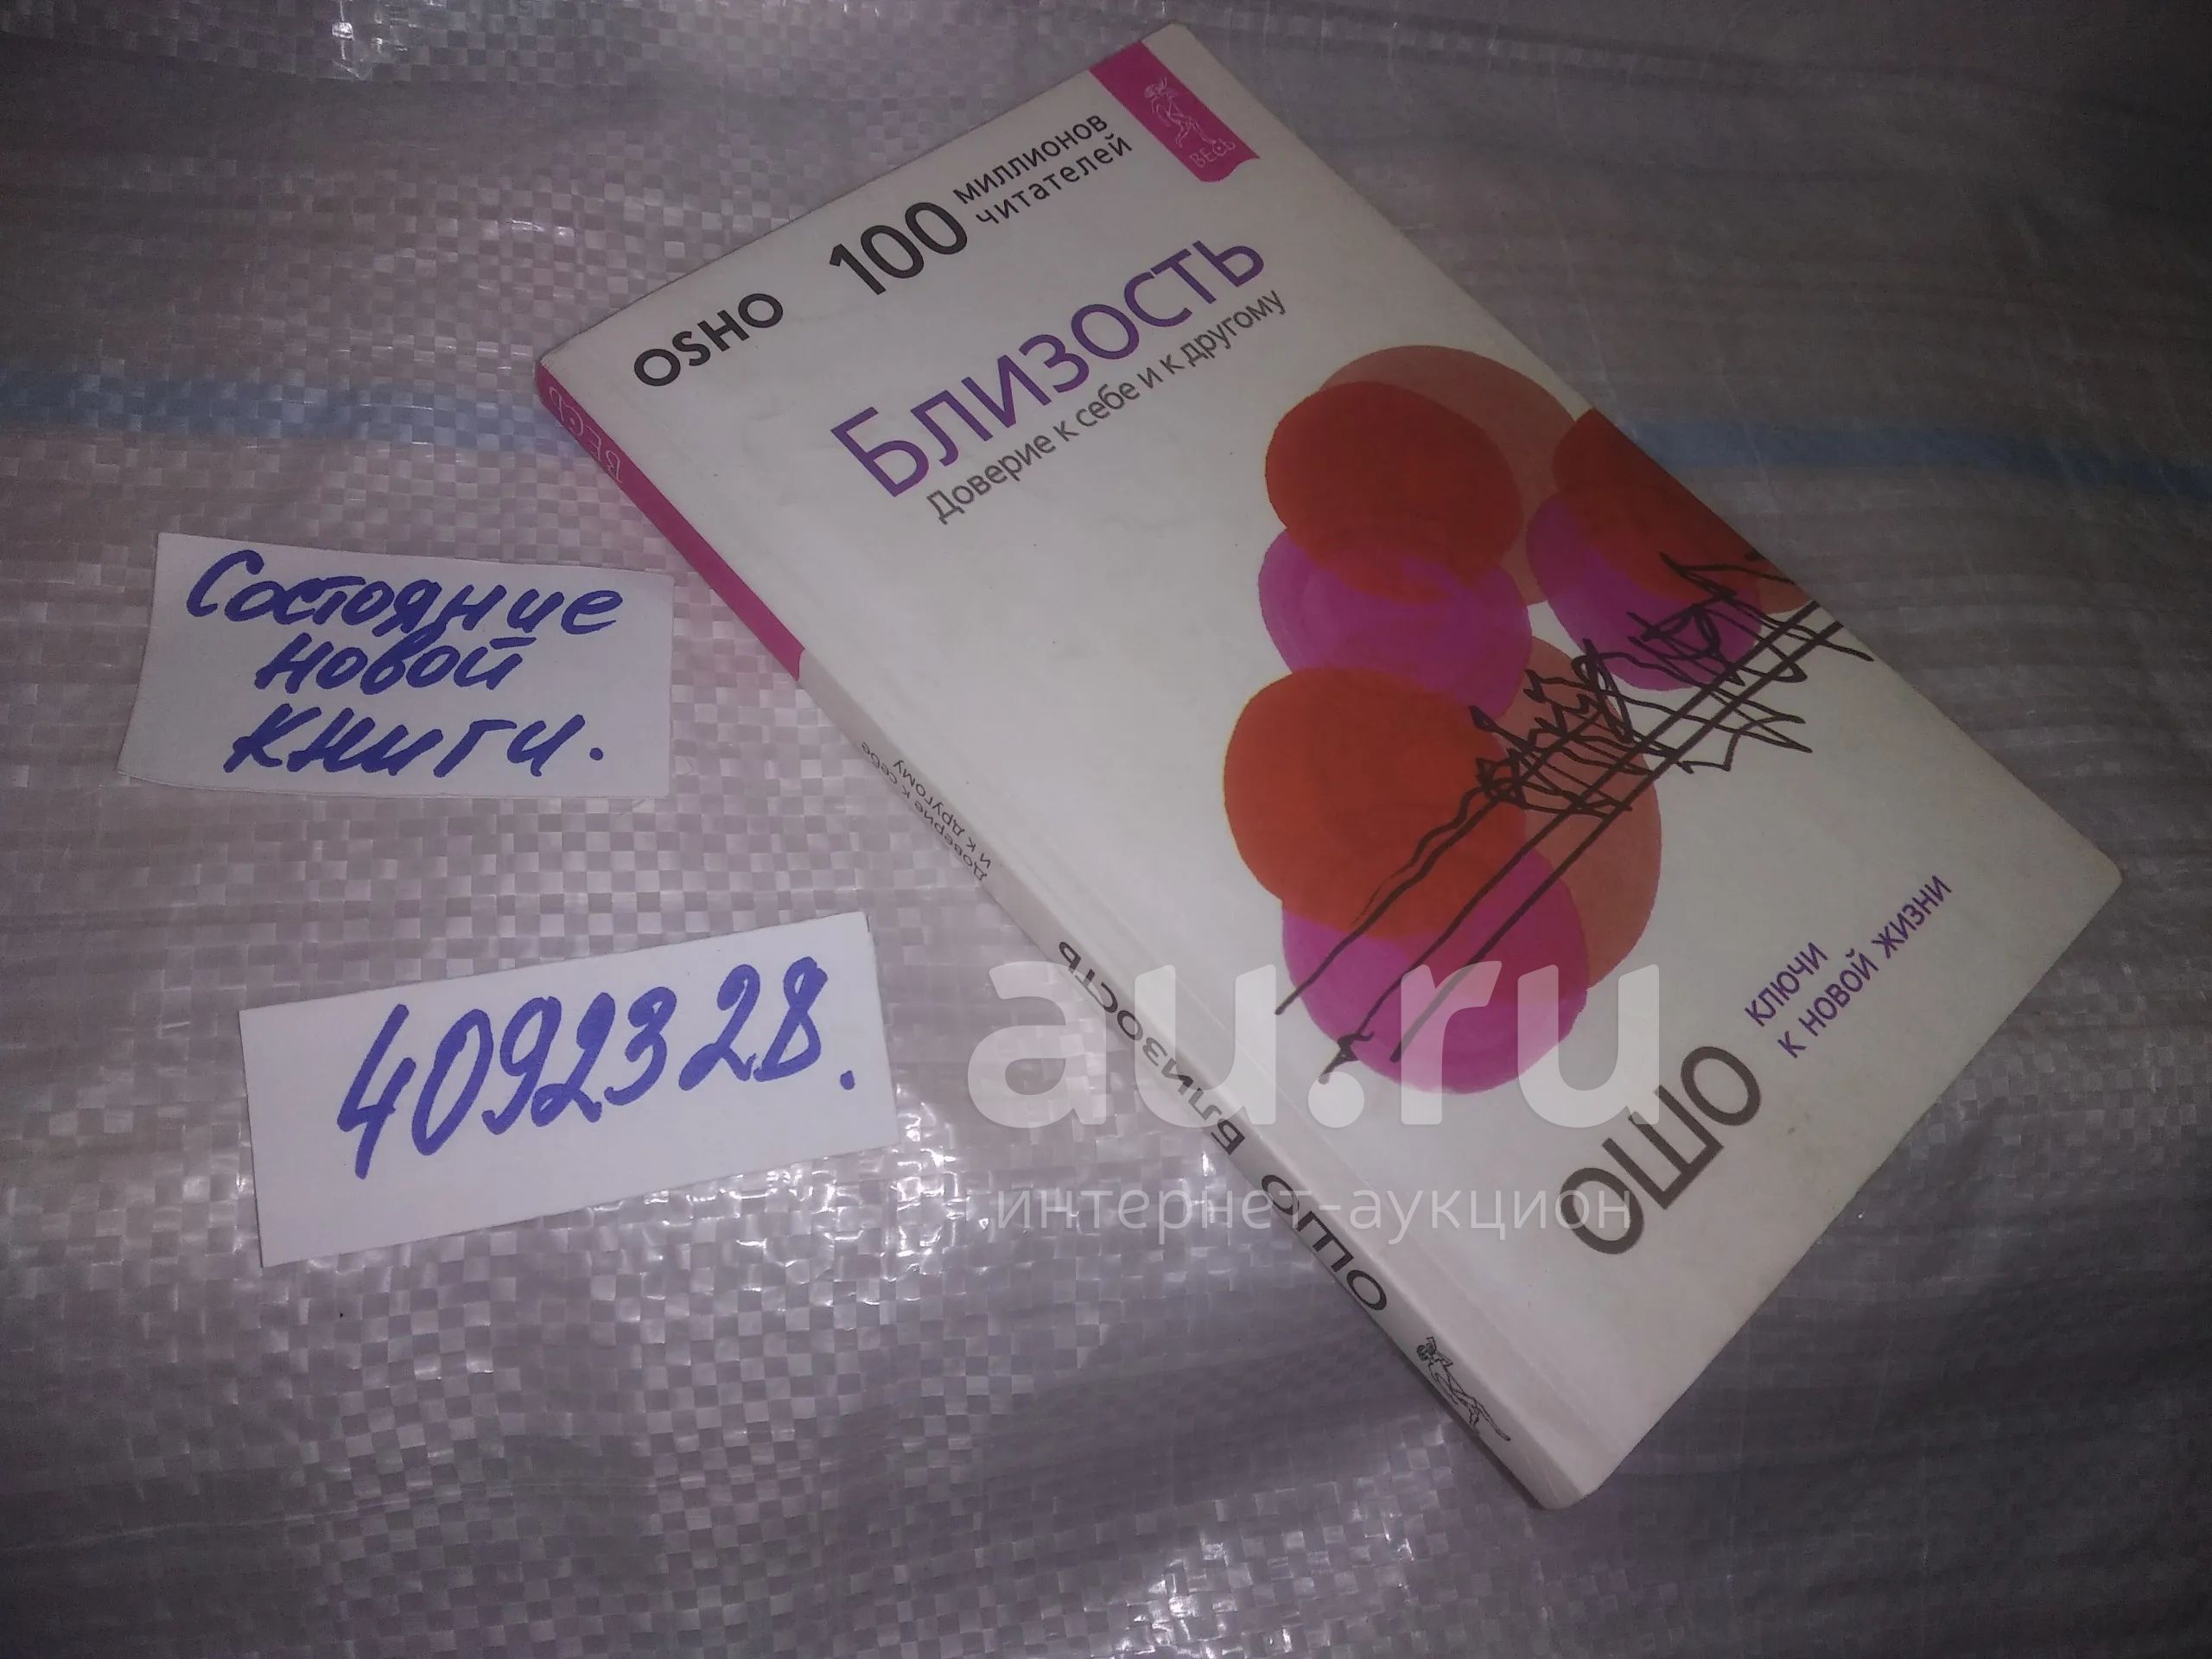 OSHO
100 миллионов
читателей
ВЕСЬ
Близость
Доверие к себе и к другому
ключи
к новой жизни
ОШО
ВЕСЬ
Доверие к себе
и к другому
ОШО Близость
Состояние
новой
книги.
4092328.
au.ru
интернет-аукцион